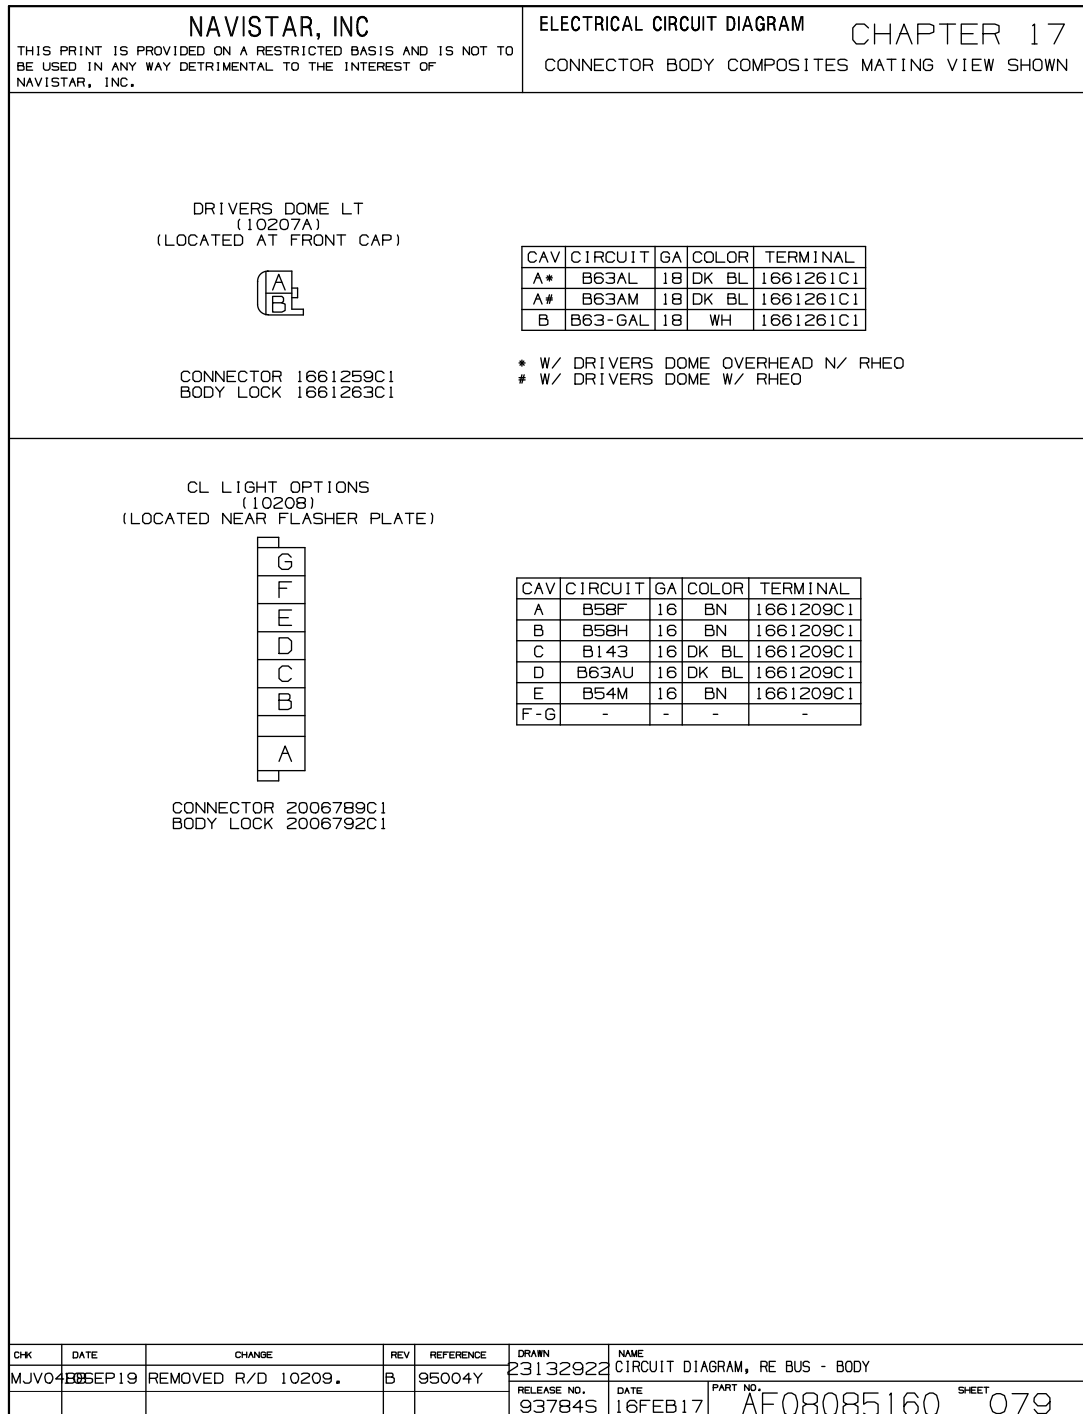 NAVISTAR, INC
THIS PRINT IS PROVIDED ON A RESTRICTED BASIS AND IS NOT TO
BE USED IN ANY WAY DETRIMENTAL TO THE INTEREST OF
NAVISTAR, INC.
ELECTRICAL CIRCUIT DIAGRAM CHAPTER 17
CONNECTOR BODY COMPOSITES MATING VIEW SHOWN
DRIVERS DOME LT
(10207A)
(LOCATED AT FRONT CAP)
A
B
CONNECTOR 1661259C1
BODY LOCK 1661263C1
CAV CIRCUIT GA COLOR TERMINAL
A* B63AL 18 DK BL 1661261C1
A# B63AM 18 DK BL 1661261C1
B B63-GAL 18 WH 1661261C1
* W/ DRIVERS DOME OVERHEAD N/ RHEO
# W/ DRIVERS DOME W/ RHEO
CL LIGHT OPTIONS
(10208)
(LOCATED NEAR FLASHER PLATE)
G
F
E
D
C
B
A
CONNECTOR 2006789C1
BODY LOCK 2006792C1
CAV CIRCUIT GA COLOR TERMINAL
A B58F 16 BN 1661209C1
B B58H 16 BN 1661209C1
C B143 16 DK BL 1661209C1
D B63AU 16 DK BL 1661209C1
E B54M 16 BN 1661209C1
F-G - - - -
CHK DATE CHANGE REV REFERENCE
REMOVED R/D 10209. B 95004Y
DRAWN
23132922
NAME
CIRCUIT DIAGRAM, RE BUS - BODY
RELEASE NO.
93784S
DATE
16FEB17
PART NO.
AF08085160
SHEET
079